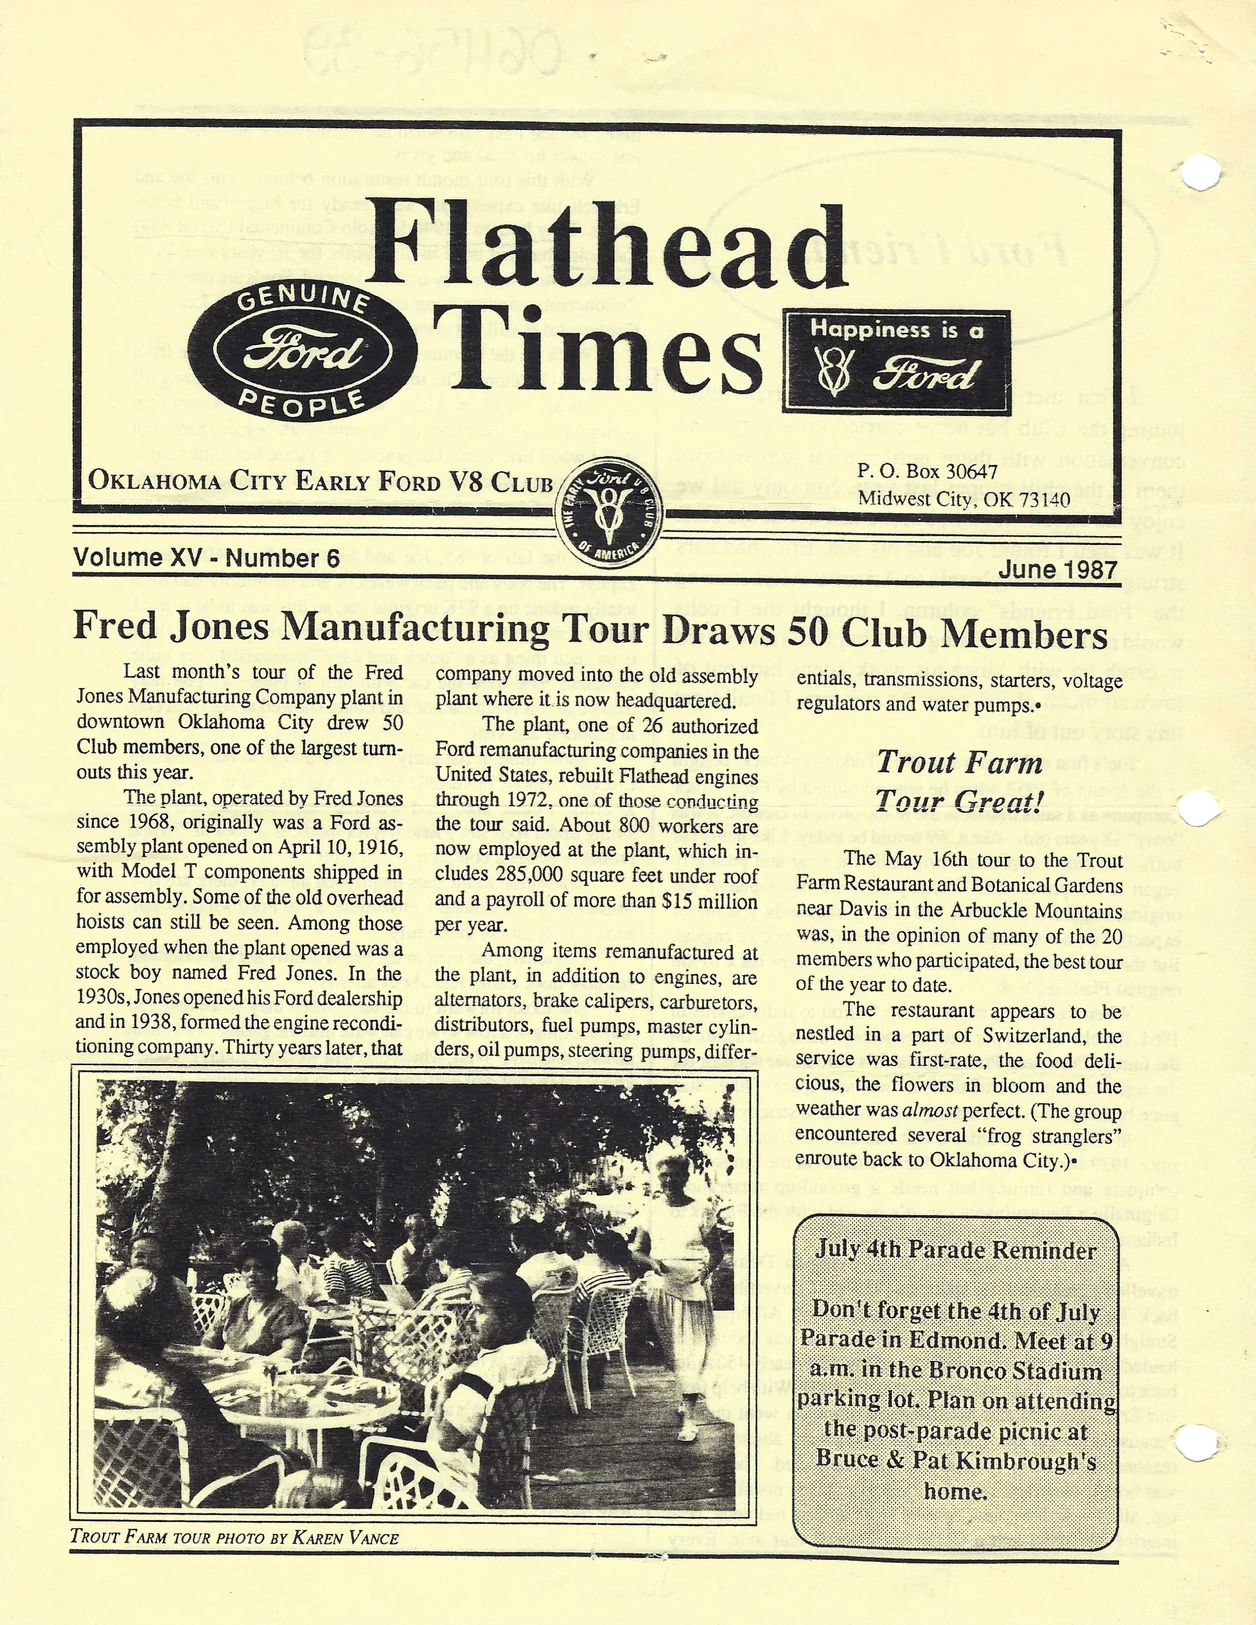 Flathead
Times
GENUINE
Ford
PEOPLE
Happiness is a
V8 Ford
OKLAHOMA CITY EARLY FORD V8 CLUB
THE EARLY Ford V8 CLUB
V8
OF AMERICA
P. O. Box 30647
Midwest City, OK 73140
Volume XV - Number 6
June 1987
Fred Jones Manufacturing Tour Draws 50 Club Members
Last month's tour of the Fred
Jones Manufacturing Company plant in
downtown Oklahoma City drew 50
Club members, one of the largest turn-
outs this year.
The plant, operated by Fred Jones
since 1968, originally was a Ford as-
sembly plant opened on April 10, 1916,
with Model T components shipped in
for assembly. Some of the old overhead
hoists can still be seen. Among those
employed when the plant opened was a
stock boy named Fred Jones. In the
1930s, Jones opened his Ford dealership
and in 1938, formed the engine recondi-
tioning company. Thirty years later, that
company moved into the old assembly
plant where it is now headquartered.
The plant, one of 26 authorized
Ford remanufacturing companies in the
United States, rebuilt Flathead engines
through 1972, one of those conducting
the tour said. About 800 workers are
now employed at the plant, which in-
cludes 285,000 square feet under roof
and a payroll of more than $15 million
per year.
Among items remanufactured at
the plant, in addition to engines, are
alternators, brake calipers, carburetors,
distributors, fuel pumps, master cylin-
ders, oil pumps, steering pumps, differ-
entials, transmissions, starters, voltage
regulators and water pumps.•
Trout Farm
Tour Great!
The May 16th tour to the Trout
Farm Restaurant and Botanical Gardens
near Davis in the Arbuckle Mountains
was, in the opinion of many of the 20
members who participated, the best tour
of the year to date.
The restaurant appears to be
nestled in a part of Switzerland, the
service was first-rate, the food deli-
cious, the flowers in bloom and the
weather was almost perfect. (The group
encountered several "frog stranglers"
enroute back to Oklahoma City.)•
TROUT FARM TOUR PHOTO BY KAREN VANCE
July 4th Parade Reminder
Don't forget the 4th of July
Parade in Edmond. Meet at 9
a.m. in the Bronco Stadium
parking lot. Plan on attending
the post-parade picnic at
Bruce & Pat Kimbrough's
home.